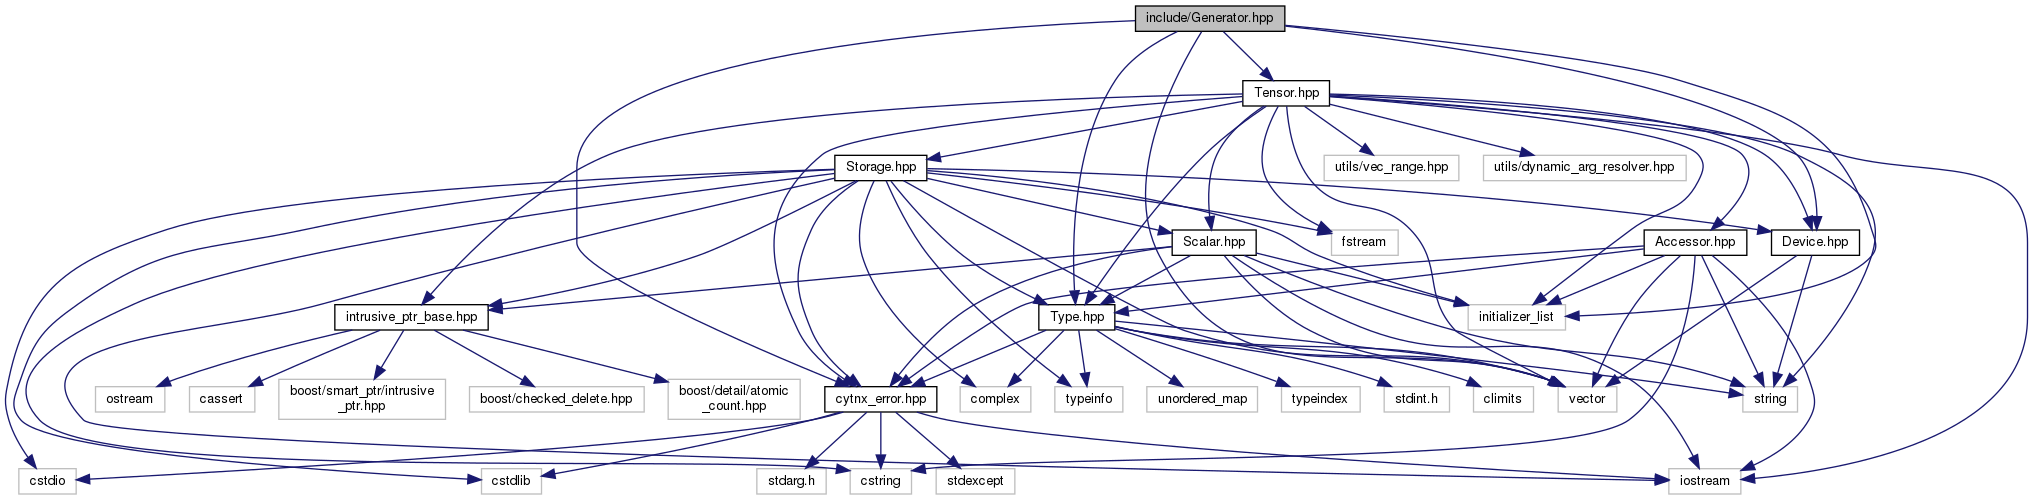 include/Generator.hpp
Tensor.hpp
Storage.hpp
utils/vec_range.hpp
utils/dynamic_arg_resolver.hpp
Scalar.hpp
fstream
Accessor.hpp
Device.hpp
intrusive_ptr_base.hpp
Type.hpp
initializer_list
ostream
cassert
boost/smart_ptr/intrusive
_ptr.hpp
boost/checked_delete.hpp
boost/detail/atomic
_count.hpp
cytnx_error.hpp
complex
typeinfo
unordered_map
typeindex
stdint.h
climits
vector
string
cstdio
cstdlib
stdarg.h
cstring
stdexcept
iostream